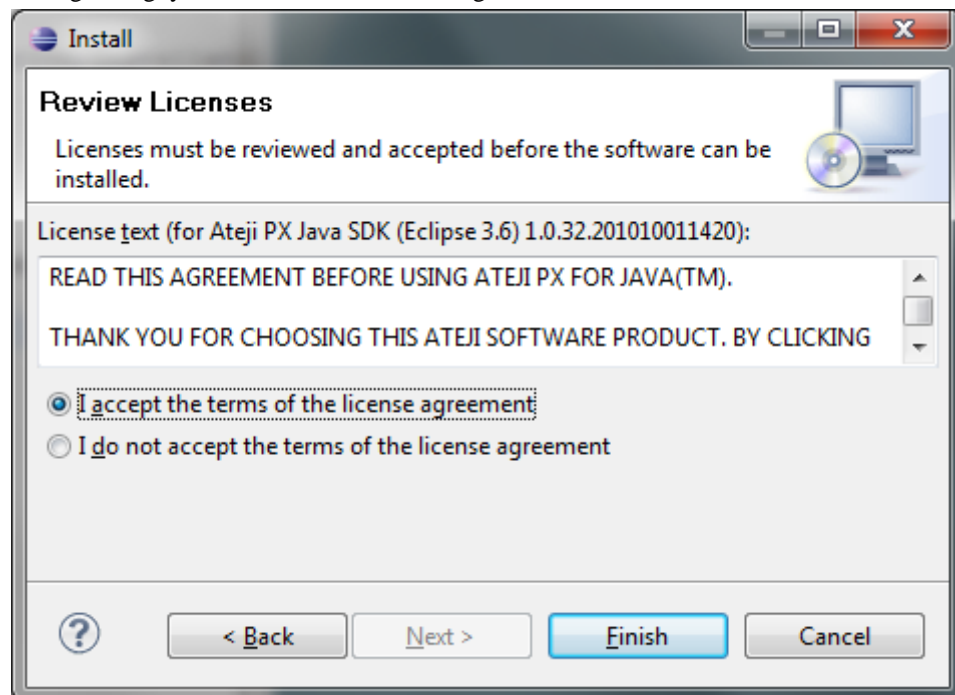 Install
Review Licenses
Licenses must be reviewed and accepted before the software can be
installed.
License text (for Ateji PX Java SDK (Eclipse 3.6) 1.0.32.201010011420):
READ THIS AGREEMENT BEFORE USING ATEJI PX FOR JAVA(TM).
THANK YOU FOR CHOOSING THIS ATEJI SOFTWARE PRODUCT. BY CLICKING
I accept the terms of the license agreement
I do not accept the terms of the license agreement
? < Back Next > Finish Cancel